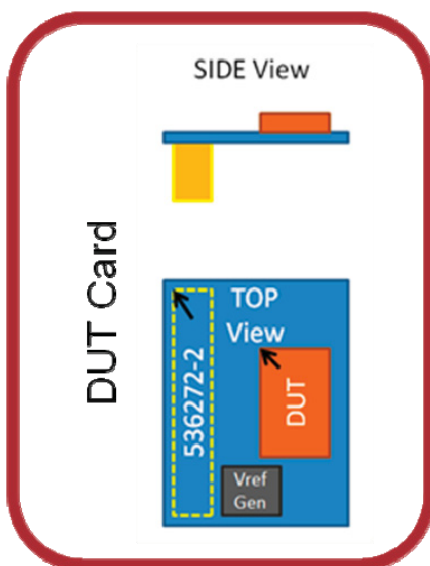 SIDE View
DUT Card
TOP
View
536272-2
DUT
Vref
Gen